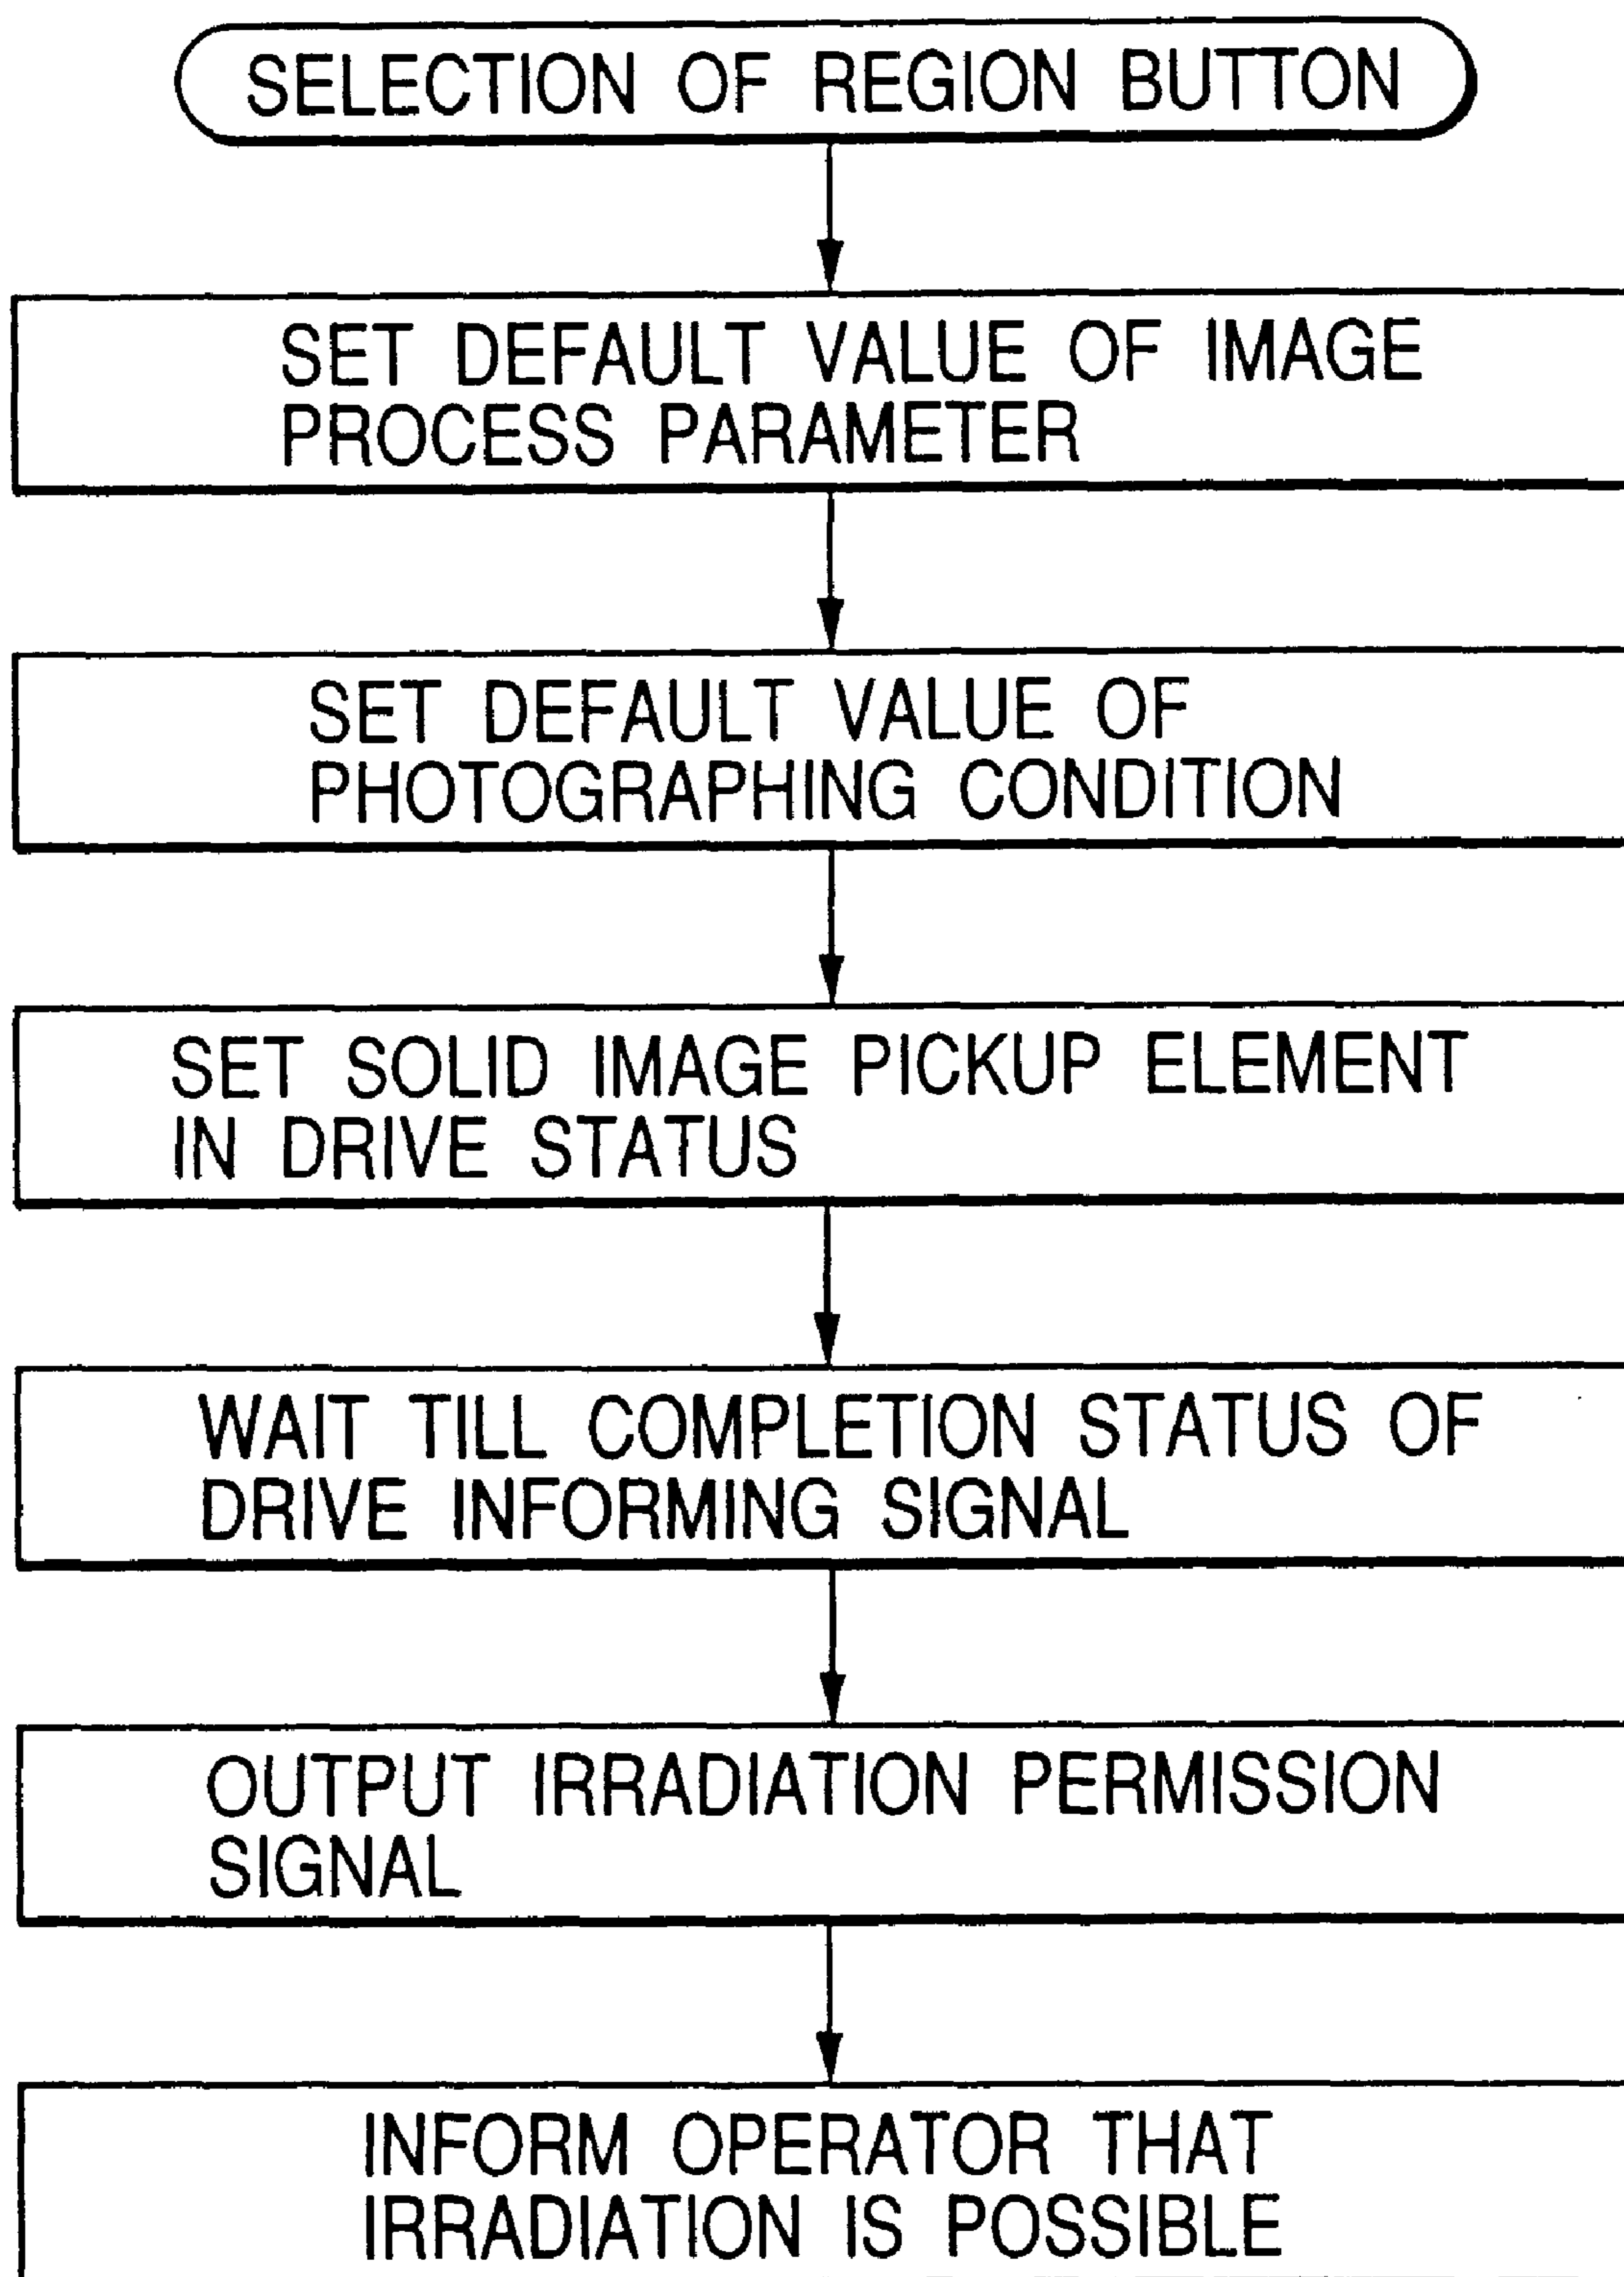 SELECTION OF REGION BUTTON
SET DEFAULT VALUE OF IMAGE
PROCESS PARAMETER
SET DEFAULT VALUE OF
PHOTOGRAPHING CONDITION
SET SOLID IMAGE PICKUP ELEMENT
IN DRIVE STATUS
WAIT TILL COMPLETION STATUS OF
DRIVE INFORMING SIGNAL
OUTPUT IRRADIATION PERMISSION
SIGNAL
INFORM OPERATOR THAT
IRRADIATION IS POSSIBLE